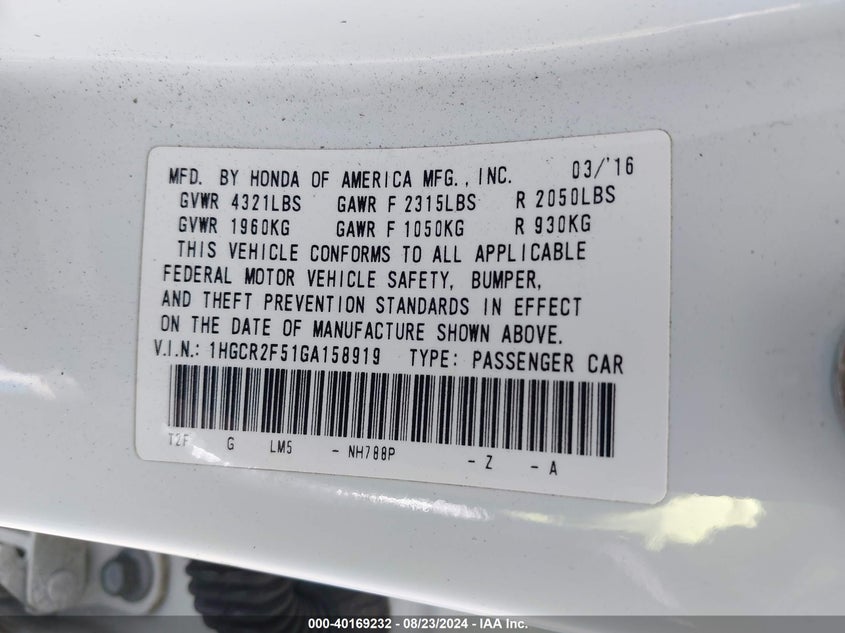 MFD. BY HONDA OF AMERICA MFG., INC. 03/'16
GVWR 4321LBS GAWR F 2315LBS R 2050LBS
GVWR 1960KG GAWR F 1050KG R 930KG
THIS VEHICLE CONFORMS TO ALL APPLICABLE
FEDERAL MOTOR VEHICLE SAFETY, BUMPER,
AND THEFT PREVENTION STANDARDS IN EFFECT
ON THE DATE OF MANUFACTURE SHOWN ABOVE.
V.I.N.: 1HGCR2F51GA158919 TYPE: PASSENGER CAR
T2F G LM5 - NH788P - Z - A
000-40169232 - 08/23/2024 - IAAI.COM